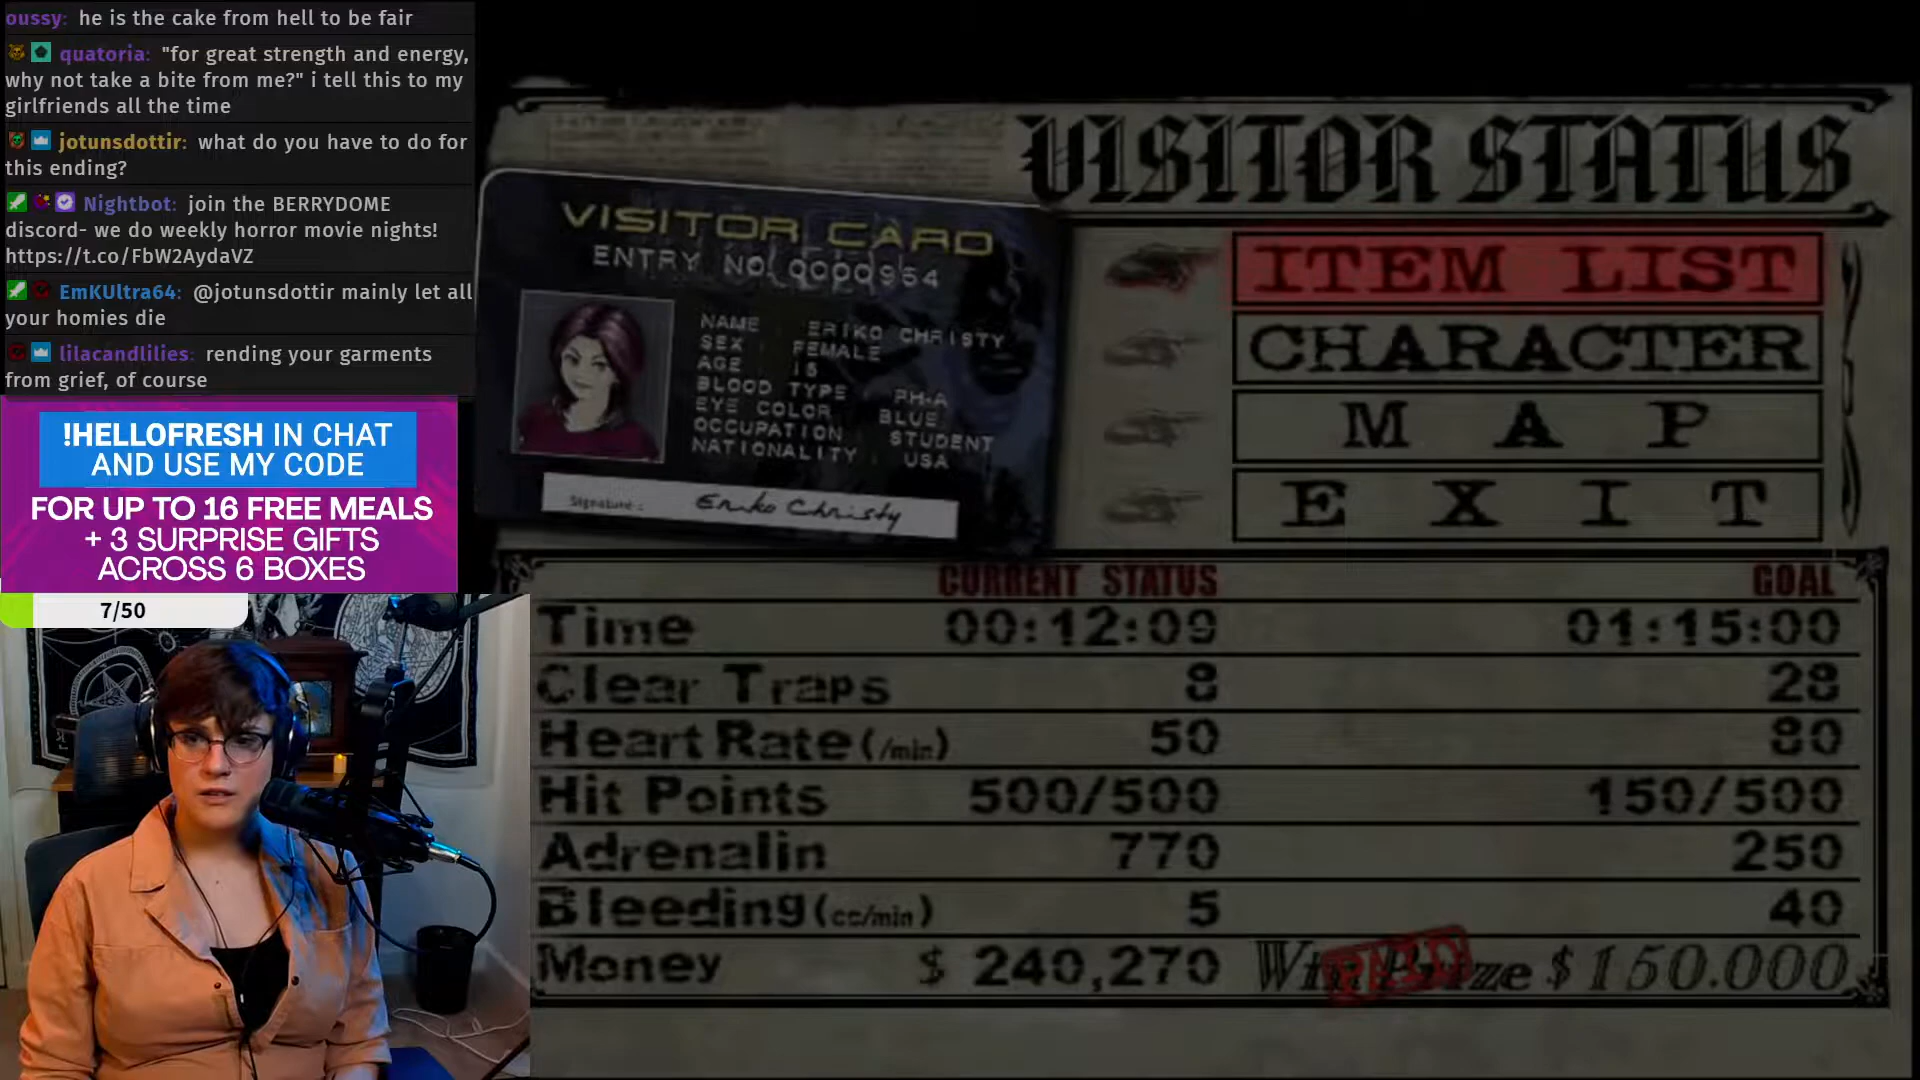 oussy: he is the cake from hell to be fair
quatoria: "for great strength and energy,
why not take a bite from me?" i tell this to my
girlfriends all the time
jotunsdottir: what do you have to do for
this ending?
Nightbot: join the BERRYDOME
discord- we do weekly horror movie nights!
https://t.co/FbW2AydaVZ
EmKUltra64: @jotunsdottir mainly let all
your homies die
lilacandlilies: rending your garments
from grief, of course
!HELLOFRESH IN CHAT
AND USE MY CODE
FOR UP TO 16 FREE MEALS
+ 3 SURPRISE GIFTS
ACROSS 6 BOXES
7/50
VISITOR STATUS
VISITOR CARD
ENTRY NO. 0000964
NAME : ERIKO CHRISTY
SEX : FEMALE
AGE : 15
BLOOD TYPE : RH-A
EYE COLOR : BLUE
OCCUPATION : STUDENT
NATIONALITY : USA
Signature : Eriko Christy
ITEM LIST
CHARACTER
MAP
EXIT
CURRENT STATUS GOAL
Time 00:12:09 01:15:00
Clear Traps 8 28
Heart Rate (/min) 50 80
Hit Points 500/500 150/500
Adrenalin 770 250
Bleeding (cc/min) 5 40
Money $ 240,270 Win Prize $150.000
PAID